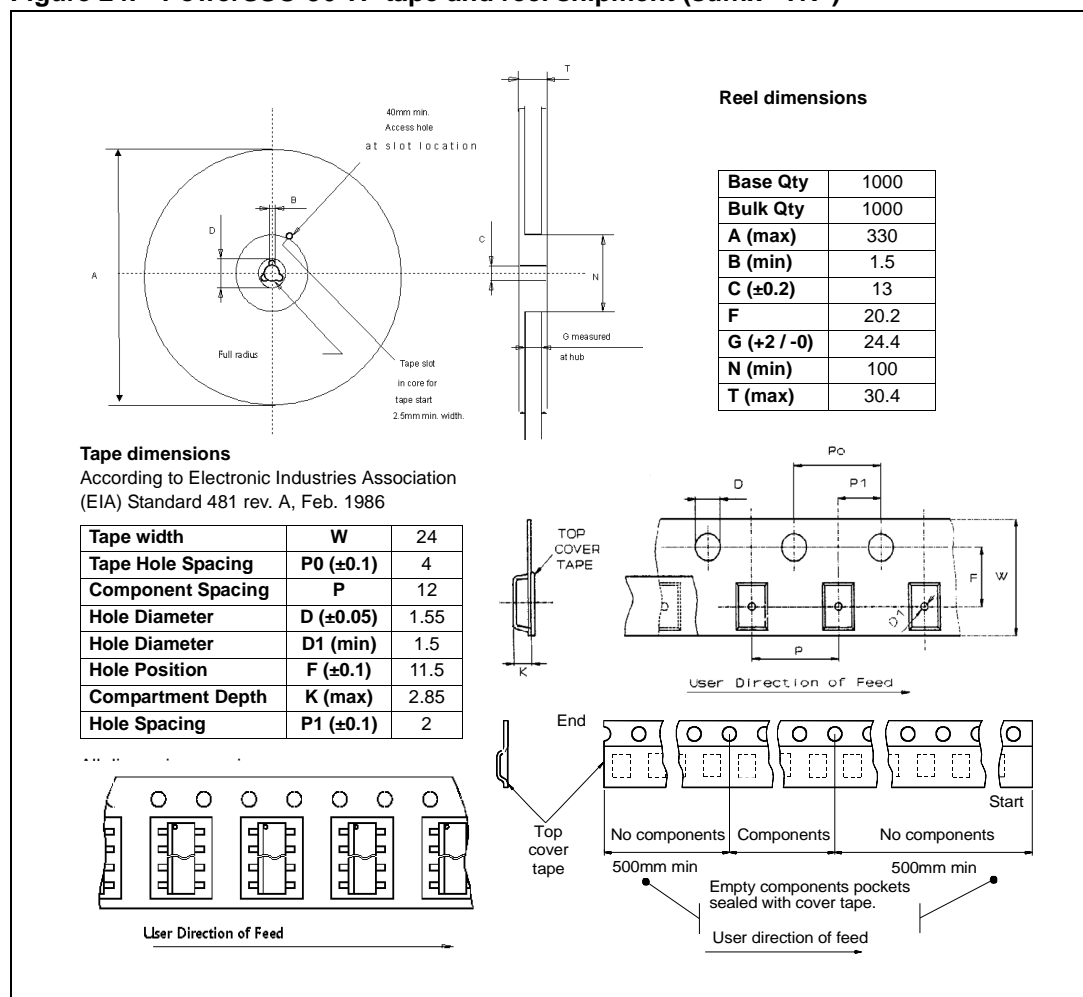 T
40mm min.
Access hole
at slot location
B
D
A
C
N
Full radius
Tape slot
in core for
tape start
2.5mm min. width.
G measured
at hub
Reel dimensions
Base Qty 1000
Bulk Qty 1000
A (max) 330
B (min) 1.5
C (±0.2) 13
F 20.2
G (+2 / -0) 24.4
N (min) 100
T (max) 30.4
Tape dimensions
According to Electronic Industries Association
(EIA) Standard 481 rev. A, Feb. 1986
Tape width W 24
Tape Hole Spacing P0 (±0.1) 4
Component Spacing P 12
Hole Diameter D (±0.05) 1.55
Hole Diameter D1 (min) 1.5
Hole Position F (±0.1) 11.5
Compartment Depth K (max) 2.85
Hole Spacing P1 (±0.1) 2
TOP
COVER
TAPE
K
Po
D
P1
F
W
D1
P
User Direction of Feed
End
Start
Top
cover
tape
No components
Components
No components
500mm min
500mm min
Empty components pockets
sealed with cover tape.
User direction of feed
User Direction of Feed